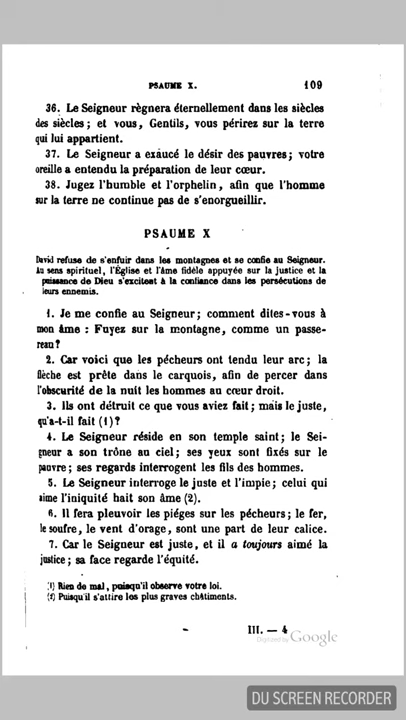 PSAUME X. 109
36. Le Seigneur règnera éternellement dans les siècles
des siècles ; et vous, Gentils, vous périrez sur la terre
qui lui appartient.
37. Le Seigneur a exaucé le désir des pauvres ; votre
oreille a entendu la préparation de leur cœur.
38. Jugez l'humble et l'orphelin, afin que l'homme
sur la terre ne continue pas de s'enorgueillir.
PSAUME X
David refuse de s'enfuir dans les montagnes et se confie au Seigneur.
Au sens spirituel, l'Église et l'Âme fidèle appuyée sur la justice et la
puissance de Dieu s'excitent à la confiance dans les persécutions de
leurs ennemis.
1. Je me confie au Seigneur ; comment dites-vous à
mon âme : Fuyez sur la montagne, comme un passe-
reau ?
2. Car voici que les pécheurs ont tendu leur arc ; la
flèche est prête dans le carquois, afin de percer dans
l'obscurité de la nuit les hommes au cœur droit.
3. Ils ont détruit ce que vous aviez fait ; mais le juste,
qu'a-t-il fait (1) ?
4. Le Seigneur réside en son temple saint ; le Sei-
gneur a son trône au ciel ; ses yeux sont fixés sur le
pauvre ; ses regards interrogent les fils des hommes.
5. Le Seigneur interroge le juste et l'impie ; celui qui
aime l'iniquité hait son âme (2).
6. Il fera pleuvoir les piéges sur les pécheurs ; le fer,
le soufre, le vent d'orage, sont une part de leur calice.
7. Car le Seigneur est juste, et il a toujours aimé la
justice ; sa face regarde l'équité.
(1) Rien de mal, puisqu'il observe votre loi.
(2) Puisqu'il s'attire les plus graves châtiments.
III. — 4
Digitized by Google
DU SCREEN RECORDER